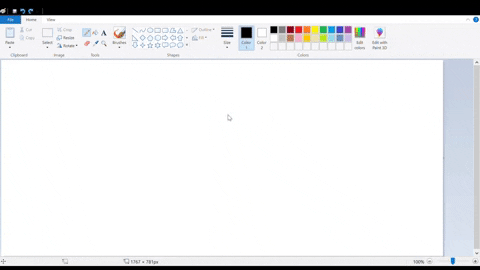 File Home View
Paste Cut Copy Select Crop Resize Rotate Brushes Outline Fill Size Color 1 Color 2 Edit colors Edit with Paint 3D
Clipboard Image Tools Shapes Colors
1767 × 781px 100%